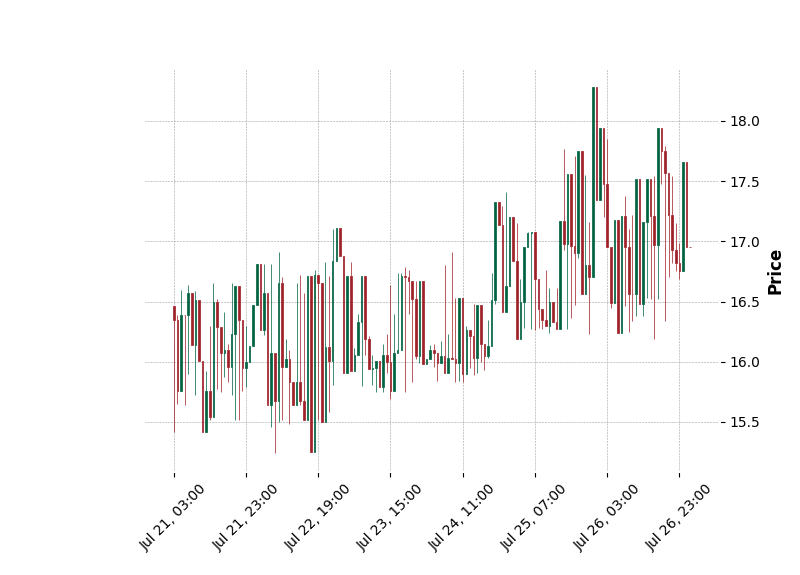 18.0
17.5
17.0
16.5
16.0
15.5
Price
Jul 21, 03:00
Jul 21, 23:00
Jul 22, 19:00
Jul 23, 15:00
Jul 24, 11:00
Jul 25, 07:00
Jul 26, 03:00
Jul 26, 23:00